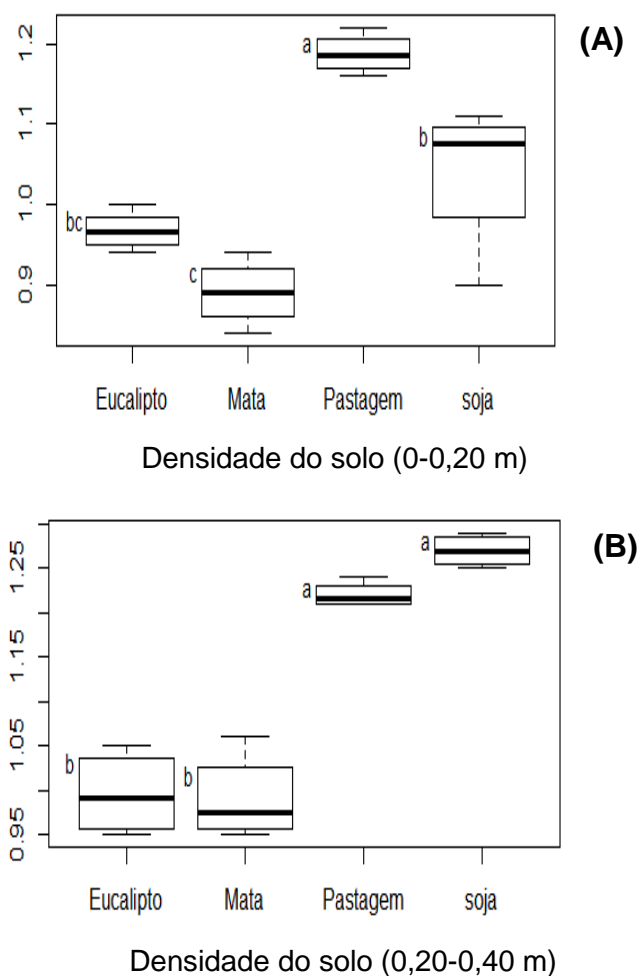 (A)
1.2
1.1
1.0
0.9
bc
c
a
b
Eucalipto Mata Pastagem soja
Densidade do solo (0-0,20 m)
(B)
1.25
1.15
1.05
0.95
b
b
a
a
Eucalipto Mata Pastagem soja
Densidade do solo (0,20-0,40 m)